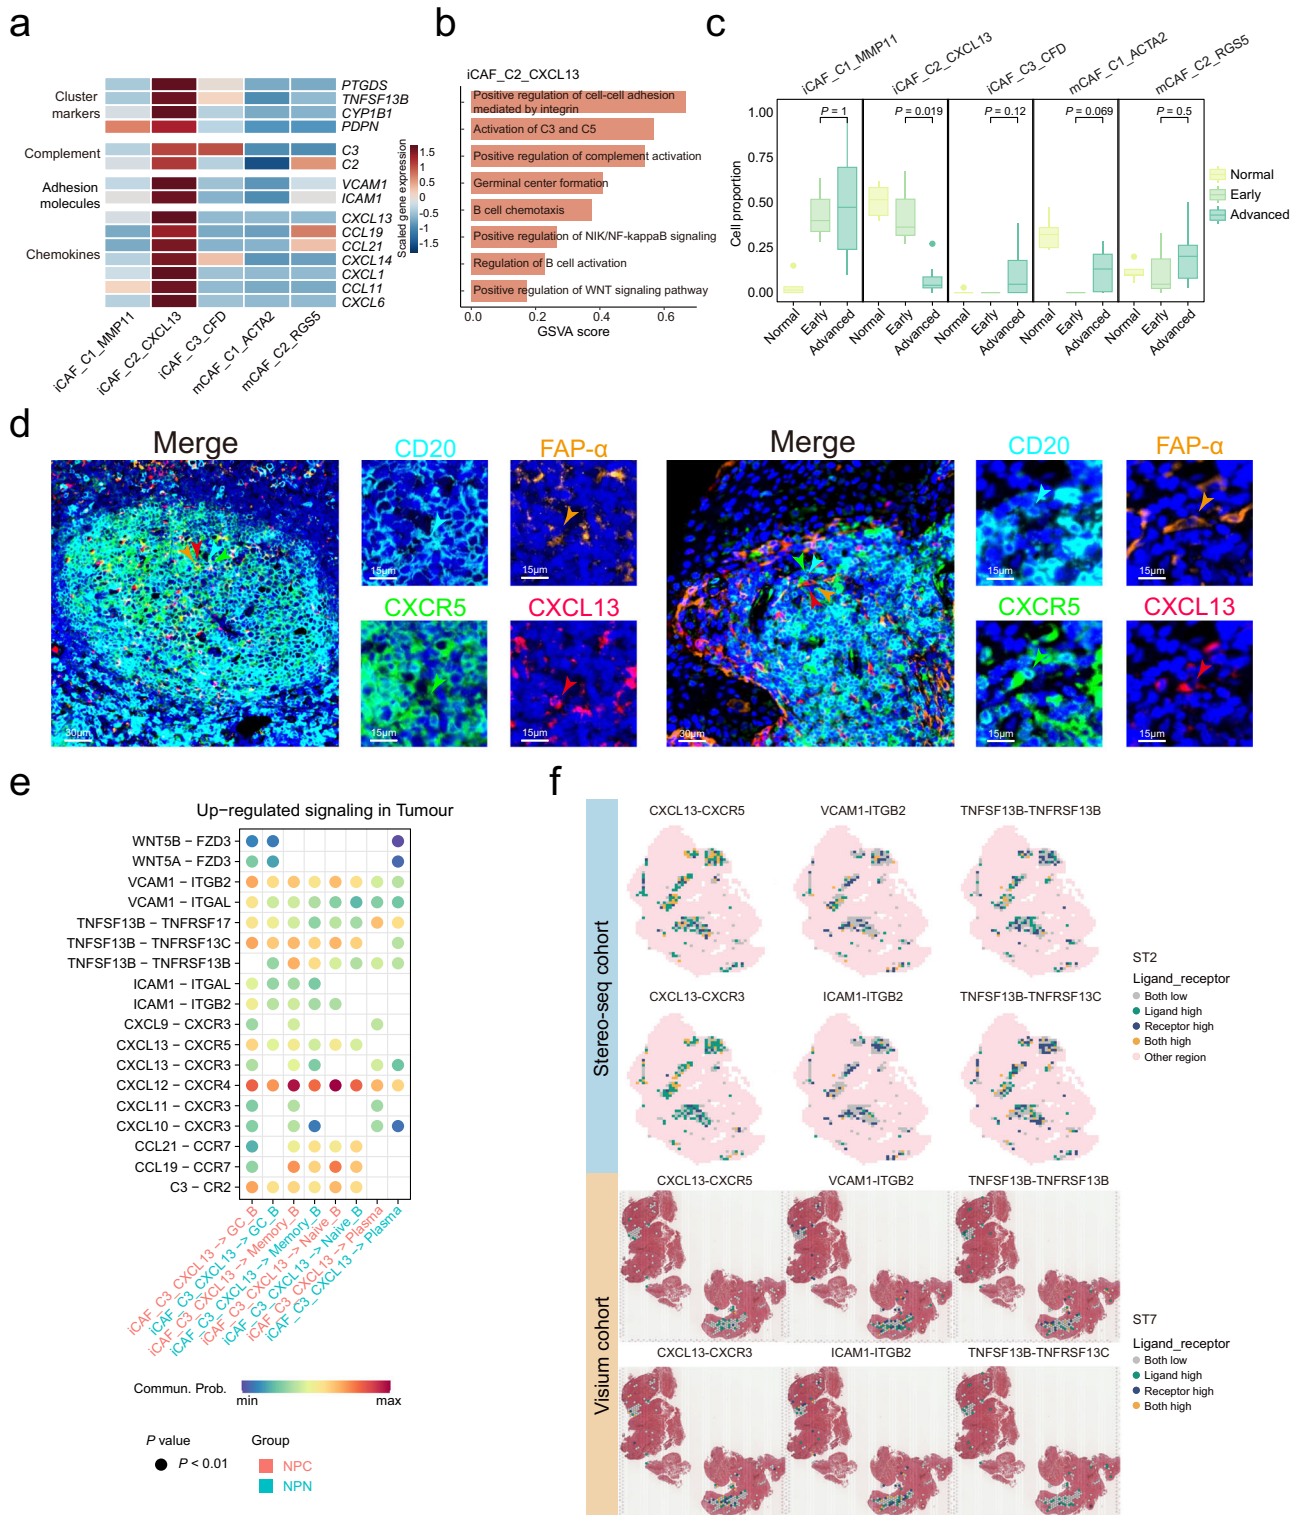 a
Cluster
markers
Complement
Adhesion
molecules
Chemokines
PTGDS
TNFSF13B
CYP1B1
PDPN
C3
C2
VCAM1
ICAM1
CXCL13
CCL19
CCL21
CXCL14
CXCL1
CCL11
CXCL6
iCAF_C1_MMP11
iCAF_C2_CXCL13
iCAF_C3_CFD
mCAF_C1_ACTA2
mCAF_C2_RGS5
1.5
1
0.5
0
−0.5
−1
−1.5
Scaled gene expression
b
iCAF_C2_CXCL13
Positive regulation of cell-cell adhesion
mediated by integrin
Activation of C3 and C5
Positive regulation of complement activation
Germinal center formation
B cell chemotaxis
Positive regulation of NIK/NF-kappaB signaling
Regulation of B cell activation
Positive regulation of WNT signaling pathway
0.0 0.2 0.4 0.6
GSVA score
c
iCAF_C1_MMP11
iCAF_C2_CXCL13
iCAF_C3_CFD
mCAF_C1_ACTA2
mCAF_C2_RGS5
P = 1
P = 0.019
P = 0.12
P = 0.069
P = 0.5
1.00
0.75
0.50
0.25
0.00
Cell proportion
Normal Early Advanced Normal Early Advanced Normal Early Advanced Normal Early Advanced Normal Early Advanced
Normal
Early
Advanced
d
Merge
30μm
CD20
15μm
FAP-α
15μm
CXCR5
15μm
CXCL13
15μm
Merge
30μm
CD20
15μm
FAP-α
15μm
CXCR5
15μm
CXCL13
15μm
e
Up−regulated signaling in Tumour
WNT5B − FZD3
WNT5A − FZD3
VCAM1 − ITGB2
VCAM1 − ITGAL
TNFSF13B − TNFRSF17
TNFSF13B − TNFRSF13C
TNFSF13B − TNFRSF13B
ICAM1 − ITGAL
ICAM1 − ITGB2
CXCL9 − CXCR3
CXCL13 − CXCR5
CXCL13 − CXCR3
CXCL12 − CXCR4
CXCL11 − CXCR3
CXCL10 − CXCR3
CCL21 − CCR7
CCL19 − CCR7
C3 − CR2
iCAF_C3_CXCL13 -> GC_B
iCAF_C3_CXCL13 -> GC_B
iCAF_C3_CXCL13 -> Memory_B
iCAF_C3_CXCL13 -> Memory_B
iCAF_C3_CXCL13 -> Naive_B
iCAF_C3_CXCL13 -> Naive_B
iCAF_C3_CXCL13 -> Plasma
iCAF_C3_CXCL13 -> Plasma
Commun. Prob.
min max
P value
P < 0.01
Group
NPC
NPN
f
Stereo-seq cohort
CXCL13-CXCR5 VCAM1-ITGB2 TNFSF13B-TNFRSF13B
CXCL13-CXCR3 ICAM1-ITGB2 TNFSF13B-TNFRSF13C
ST2
Ligand_receptor
Both low
Ligand high
Receptor high
Both high
Other region
Visium cohort
CXCL13-CXCR5 VCAM1-ITGB2 TNFSF13B-TNFRSF13B
CXCL13-CXCR3 ICAM1-ITGB2 TNFSF13B-TNFRSF13C
ST7
Ligand_receptor
Both low
Ligand high
Receptor high
Both high